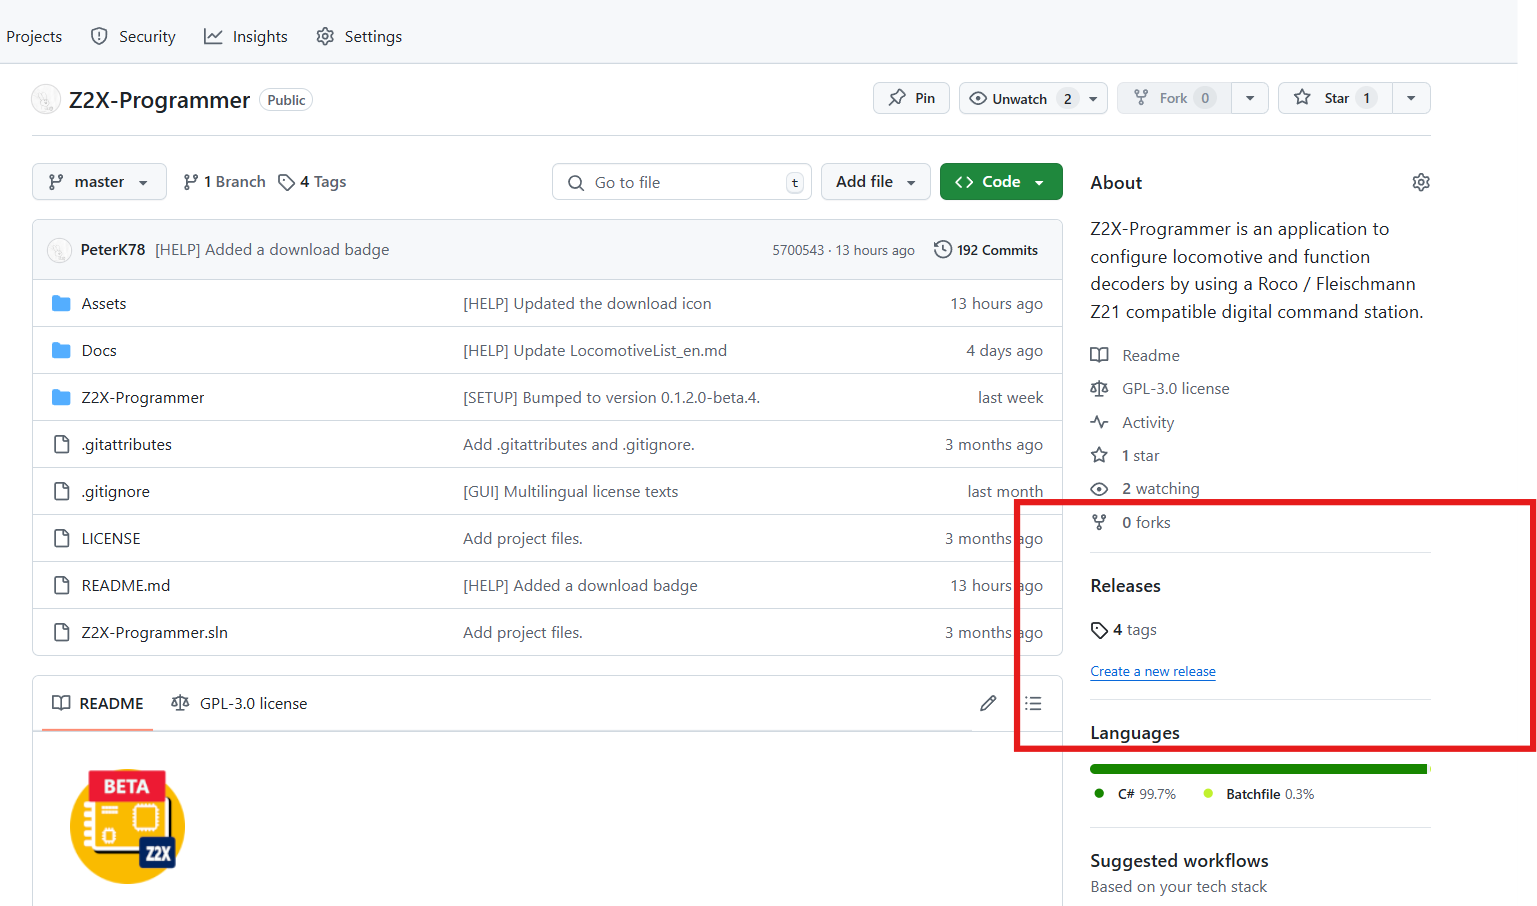 Projects Security Insights Settings
Z2X-Programmer Public
Pin Unwatch 2 Fork 0 Star 1
master 1 Branch 4 Tags Go to file t Add file Code
PeterK78 [HELP] Added a download badge 5700543 · 13 hours ago 192 Commits
Assets [HELP] Updated the download icon 13 hours ago
Docs [HELP] Update LocomotiveList_en.md 4 days ago
Z2X-Programmer [SETUP] Bumped to version 0.1.2.0-beta.4. last week
.gitattributes Add .gitattributes and .gitignore. 3 months ago
.gitignore [GUI] Multilingual license texts last month
LICENSE Add project files. 3 months ago
README.md [HELP] Added a download badge 13 hours ago
Z2X-Programmer.sln Add project files. 3 months ago
README GPL-3.0 license
BETA
Z2X
About
Z2X-Programmer is an application to
configure locomotive and function
decoders by using a Roco / Fleischmann
Z21 compatible digital command station.
Readme
GPL-3.0 license
Activity
1 star
2 watching
0 forks
Releases
4 tags
Create a new release
Languages
C# 99.7% Batchfile 0.3%
Suggested workflows
Based on your tech stack